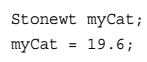 Stonewt myCat;
myCat = 19.6;